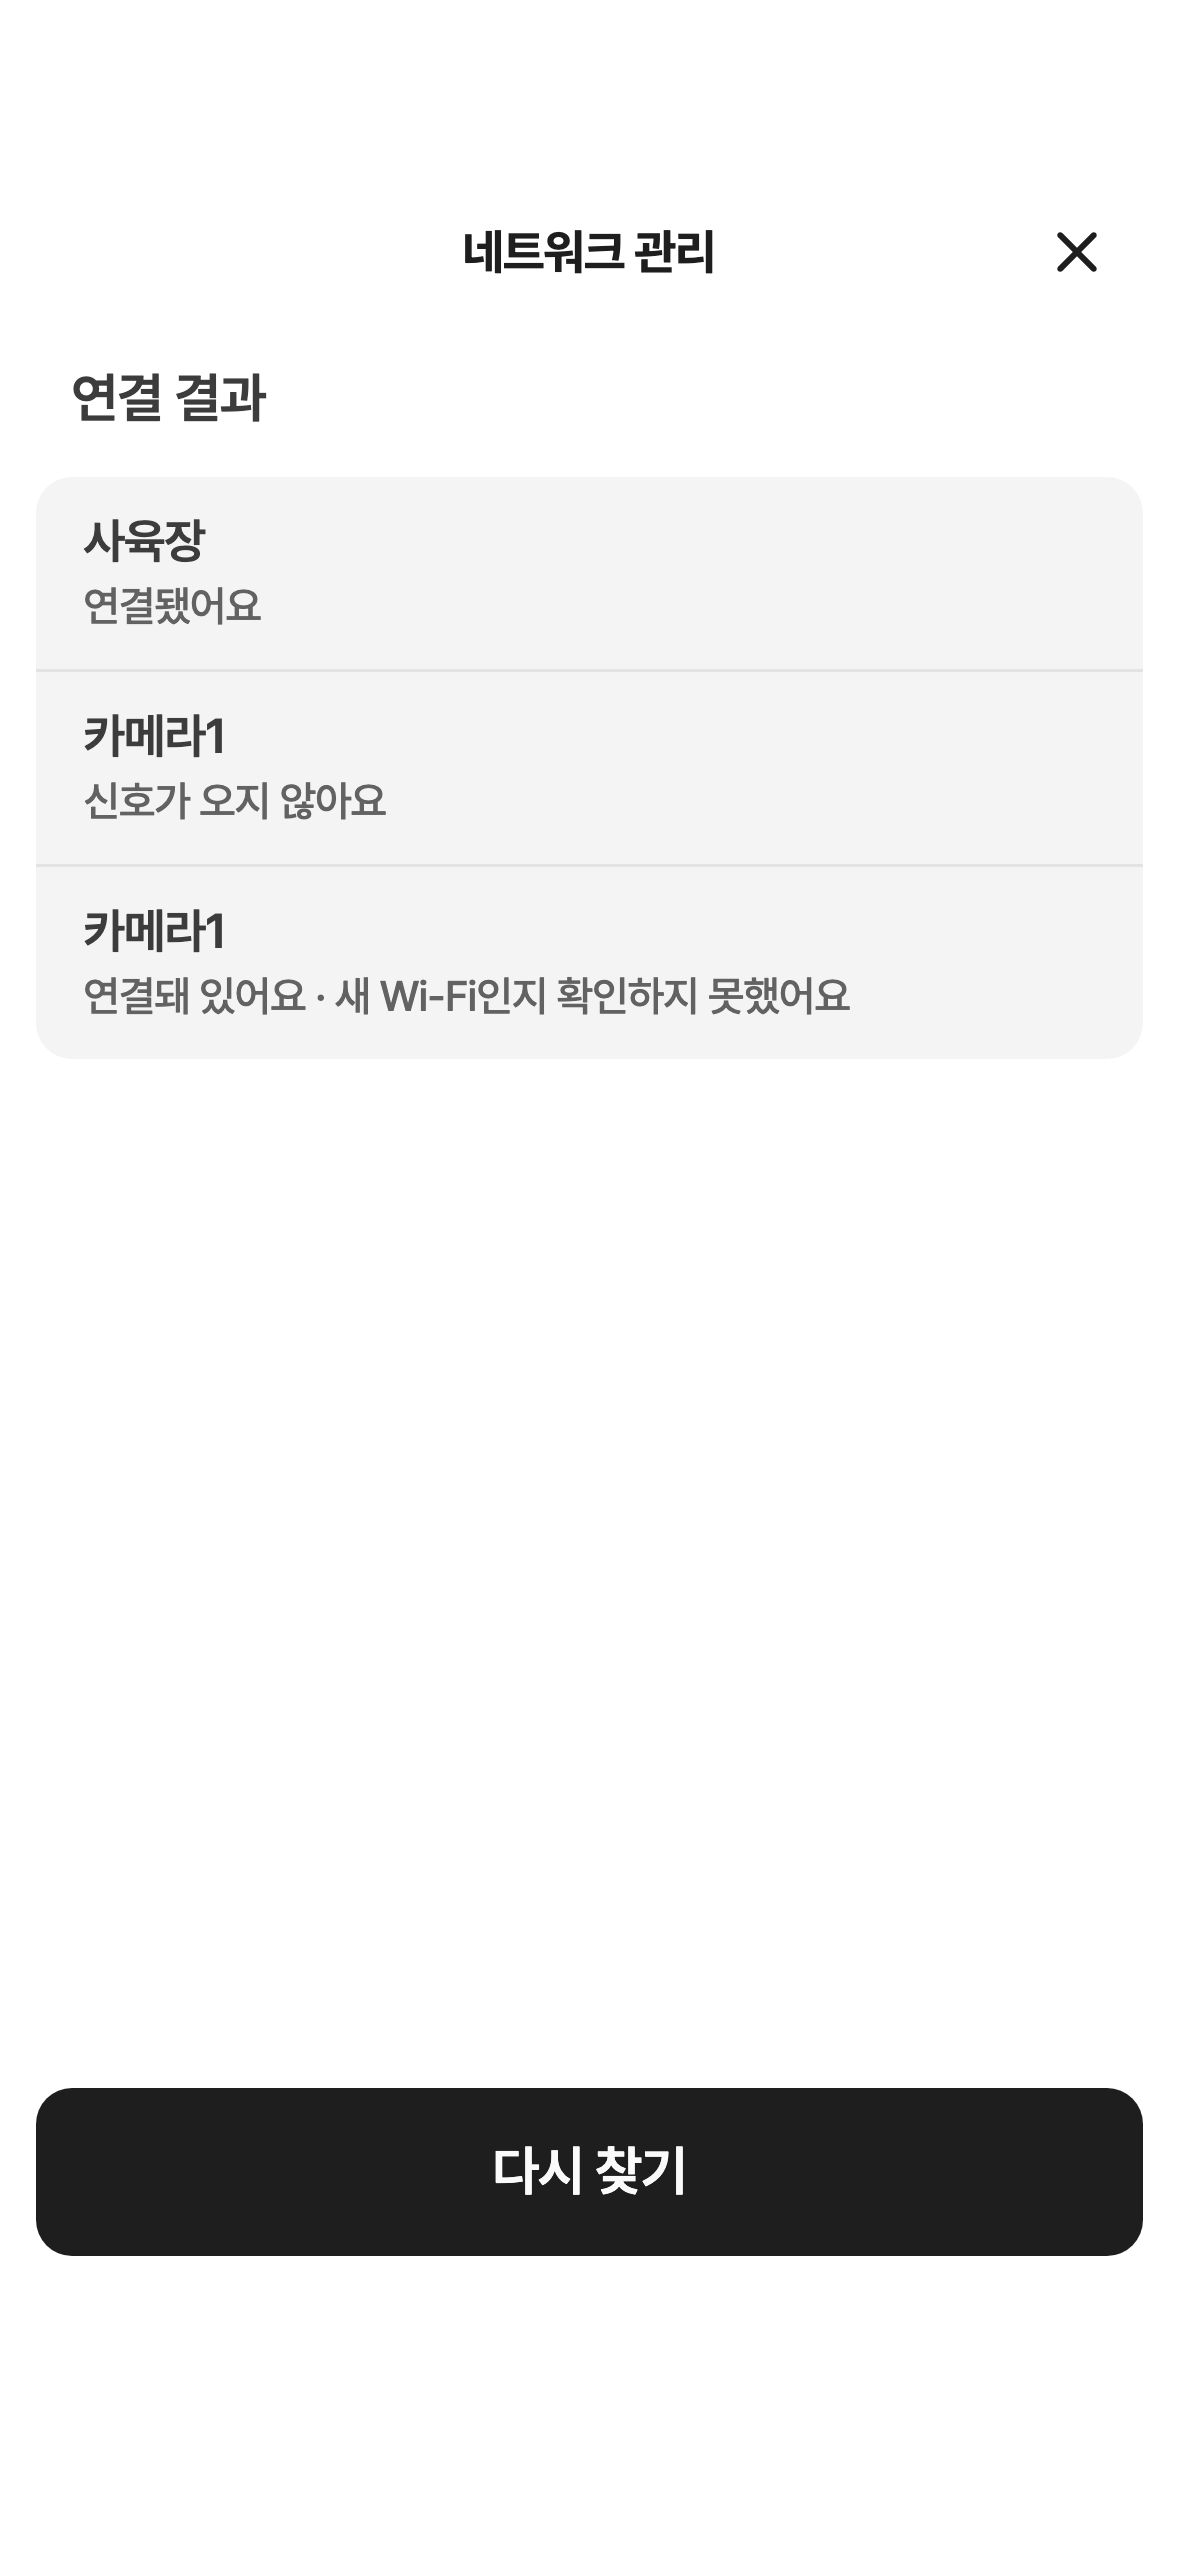 네트워크 관리
연결 결과
사육장
연결됐어요
카메라1
신호가 오지 않아요
카메라1
연결돼 있어요 · 새 Wi-Fi인지 확인하지 못했어요
다시 찾기